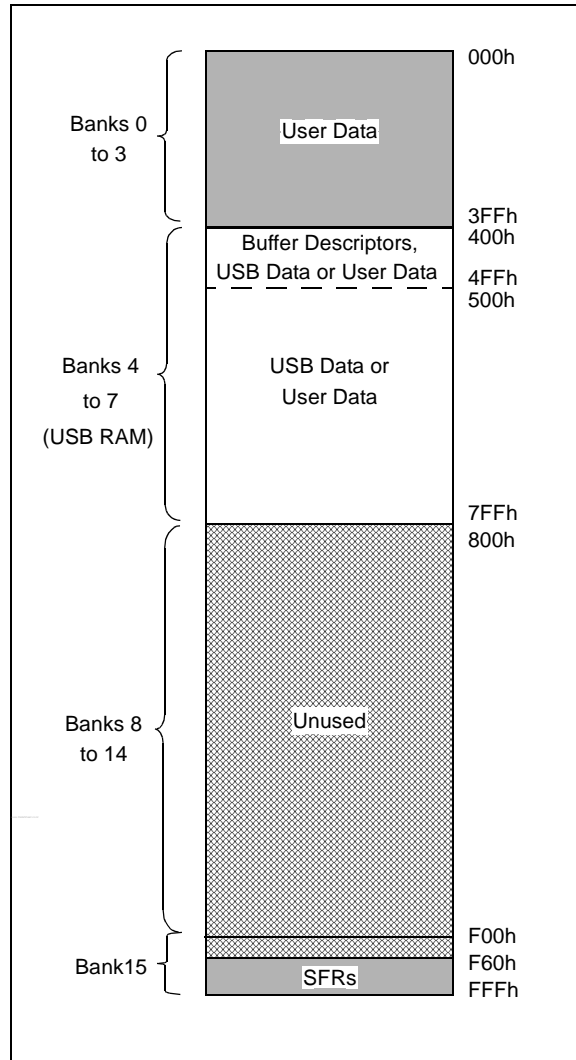 000h
Banks 0
to 3
User Data
3FFh
400h
Buffer Descriptors,
USB Data or User Data
4FFh
500h
Banks 4
to 7
(USB RAM)
USB Data or
User Data
7FFh
800h
Banks 8
to 14
Unused
F00h
Bank15
F60h
SFRs
FFFh